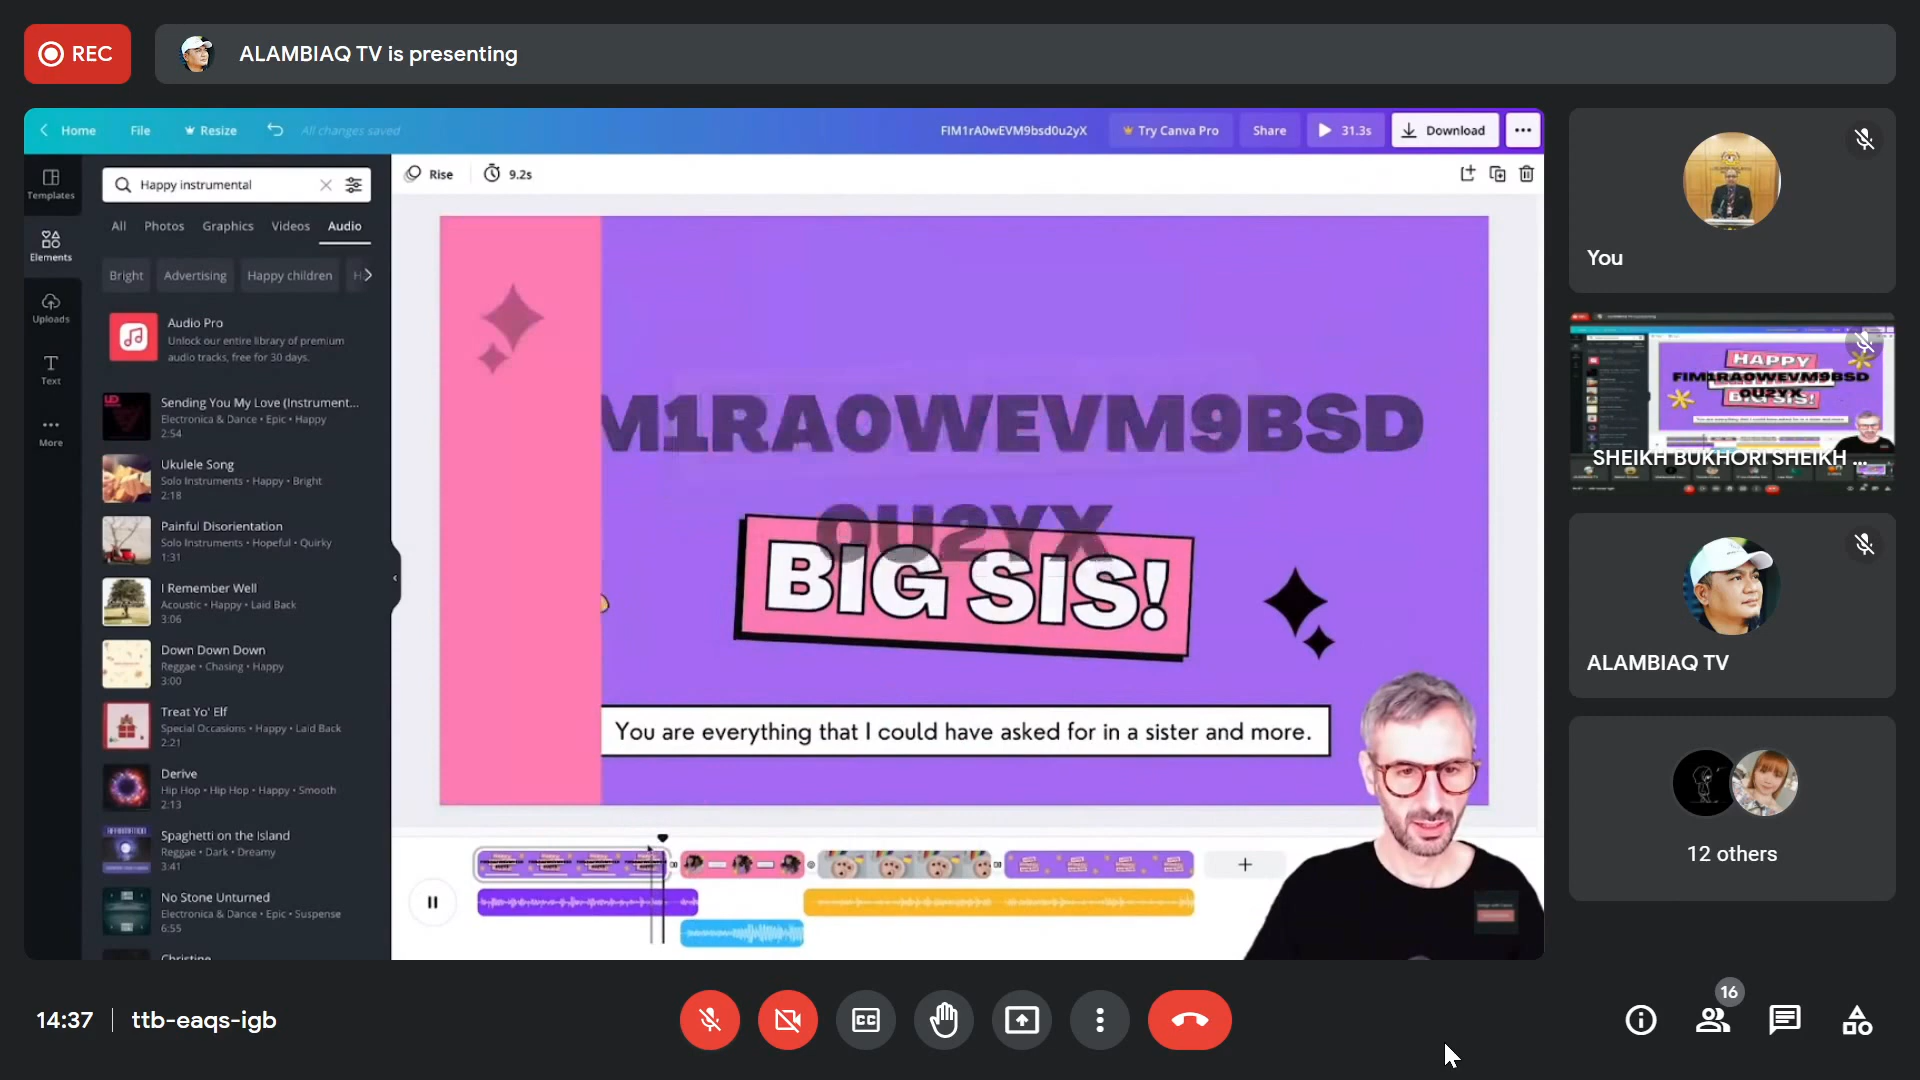 REC
ALAMBIAQ TV is presenting
Home
File
Resize
All changes saved
FIM1rA0wEVM9bsd0u2yX
Try Canva Pro
Share
31.3s
Download
Templates
Elements
Uploads
Text
More
Happy instrumental
All
Photos
Graphics
Videos
Audio
Bright
Advertising
Happy children
H
Audio Pro
Unlock our entire library of premium
audio tracks, free for 30 days.
Sending You My Love (Instrument...
Electronica & Dance • Epic • Happy
2:54
Ukulele Song
Solo Instruments • Happy • Bright
2:18
Painful Disorientation
Solo Instruments • Hopeful • Quirky
1:31
I Remember Well
Acoustic • Happy • Laid Back
3:06
Down Down Down
Reggae • Chasing • Happy
3:00
Treat Yo' Elf
Special Occasions • Happy • Laid Back
2:21
Derive
Hip Hop • Hip Hop • Happy • Smooth
2:13
Spaghetti on the Island
Reggae • Dark • Dreamy
3:41
No Stone Unturned
Electronica & Dance • Epic • Suspense
6:55
Christine
Rise
9.2s
M1RA0WEVM9BSD
0U2YX
BIG SIS!
You are everything that I could have asked for in a sister and more.
You
HAPPY
FIM1RA0WEVM9BSD
0U2YX
BIG SIS!
SHEIKH BUKHORI SHEIKH ...
ALAMBIAQ TV
12 others
14:37
ttb-eaqs-igb
CC
16